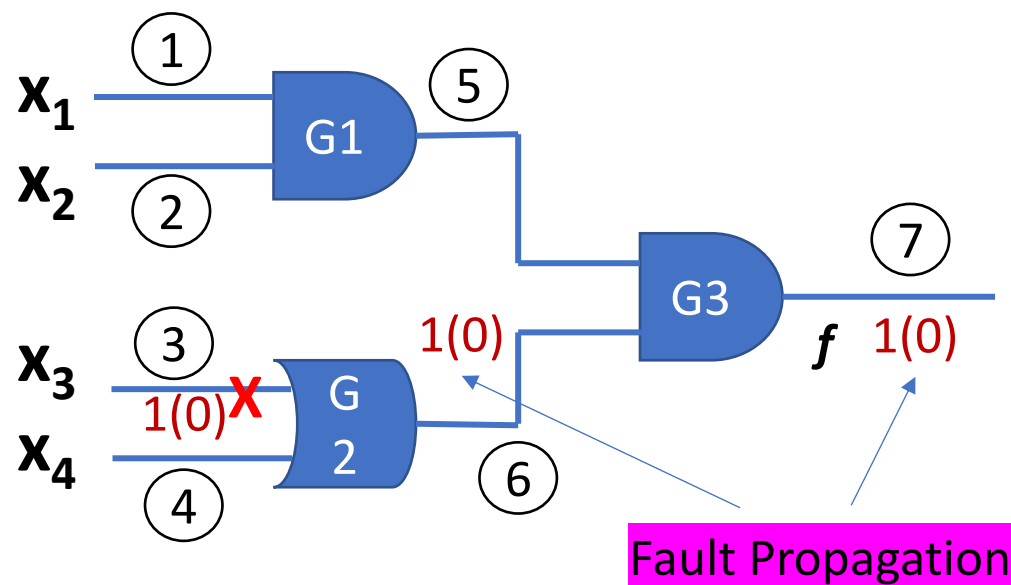 1
x1
G1
5
x2
2
7
G3
1(0)
f 1(0)
3
x3
G
2
1(0) X
x4
4
6
Fault Propagation